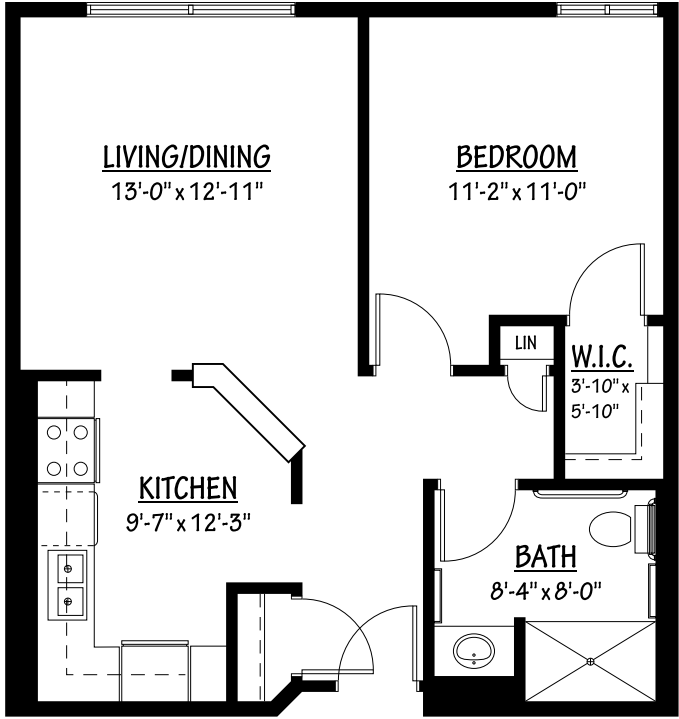 LIVING/DINING
13'-0" x 12'-11"
BEDROOM
11'-2" x 11'-0"
LIN
W.I.C.
3'-10" x
5'-10"
KITCHEN
9'-7" x 12'-3"
BATH
8'-4" x 8'-0"